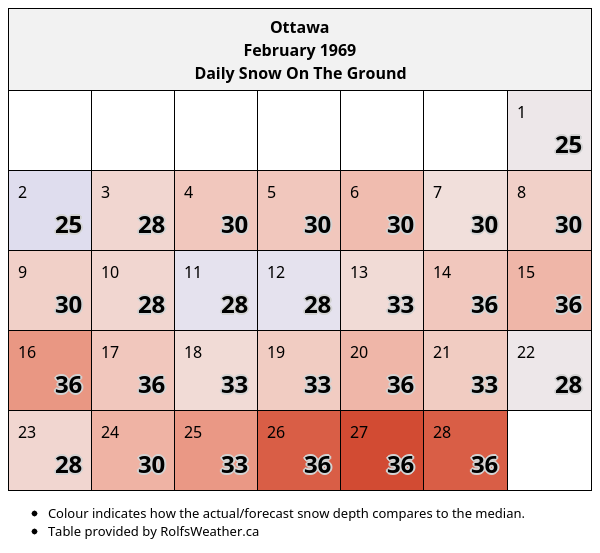 Ottawa
February 1969
Daily Snow On The Ground
1
25
2 3 4 5 6 7 8
25 28 30 30 30 30 30
9 10 11 12 13 14 15
30 28 28 28 33 36 36
16 17 18 19 20 21 22
36 36 33 33 36 33 28
23 24 25 26 27 28
28 30 33 36 36 36
• Colour indicates how the actual/forecast snow depth compares to the median.
• Table provided by RolfsWeather.ca